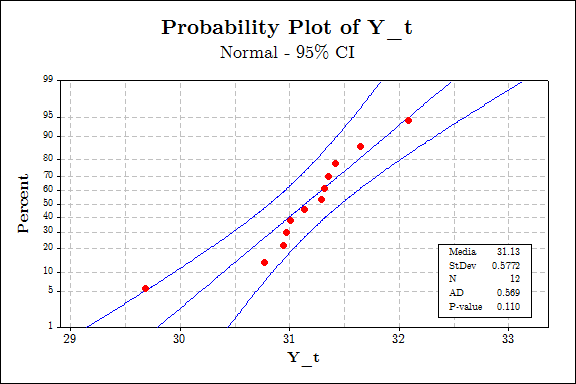 Probability Plot of Y_t
Normal - 95% CI
99
95
90
80
70
60
50
40
30
20
10
5
1
Percent
29 30 31 32 33
Y_t
Media 31.13
StDev 0.5772
N 12
AD 0.569
P-value 0.110